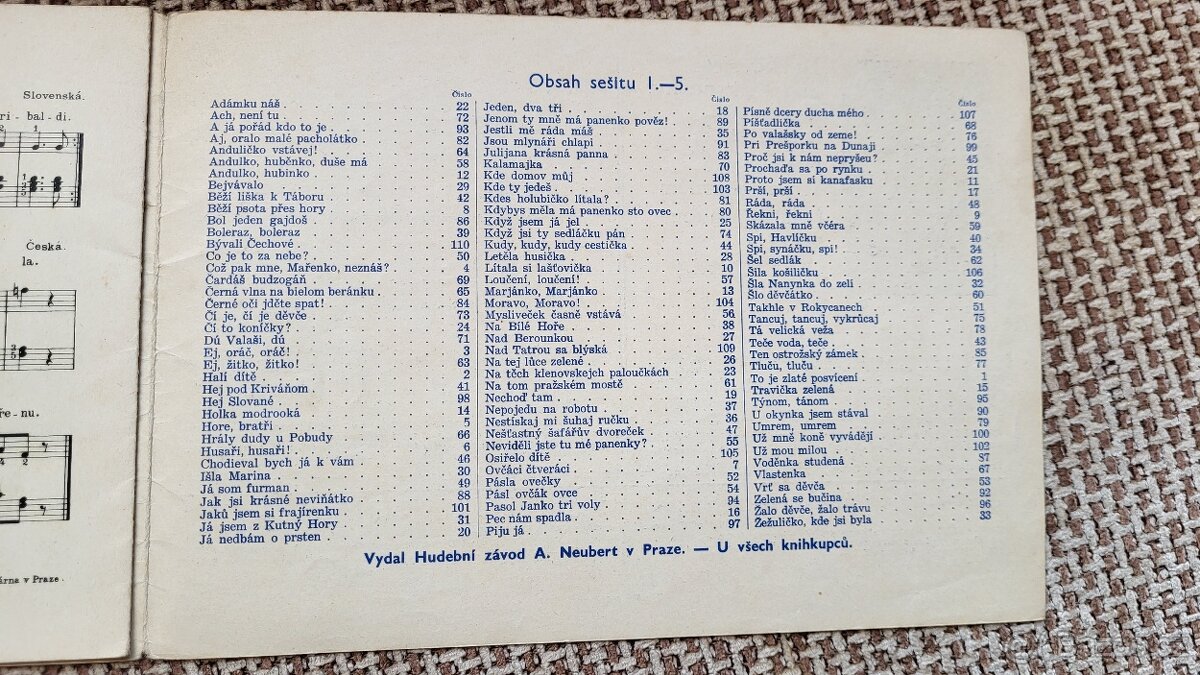 Slovenská.
ri - bal - di.
Česká.
la.
ře - nu.
árna v Praze.
Obsah sešitu 1.—5.
Číslo
Adámku náš 22
Ach, není tu 72
A já pořád kdo to je 93
Aj, oralo malé pacholátko 82
Anduličko vstávej! 64
Andulko, huběnko, duše má 58
Andulko, hubinko 12
Bejvávalo 29
Běží liška k Táboru 42
Běží psota přes hory 8
Bol jeden gajdoš 86
Boleraz, boleraz 39
Bývali Čechové 110
Co je to za nebe? 50
Což pak mne, Mařenko, neznáš? 4
Čardáš budzogáň 69
Černá vlna na bielom beránku 65
Černé oči jděte spat! 84
Čí je, čí je děvče 73
Čí to koníčky? 24
Dú Valaši, dú 71
Ej, oráč, oráč! 3
Ej, žitko, žitko! 63
Halí dítě 2
Hej pod Kriváňom 41
Hej Slované 98
Holka modrooká 14
Hore, bratři 5
Hrály dudy u Pobudy 66
Husaři, husaři! 6
Chodieval bych já k vám 46
Išla Marina 30
Já som furman 49
Jak jsi krásné neviňátko 88
Jaků jsem si frajírenku 101
Já jsem z Kutný Hory 31
Já nedbám o prsten 20
Číslo
Jeden, dva tři 18
Jenom ty mně má panenko pověz! 89
Jestli mě ráda máš 35
Jsou mlynáři chlapi 91
Julijana krásná panna 83
Kalamajka 70
Kde domov můj 108
Kde ty jedeš 103
Kdes holubičko lítala? 81
Kdybys měla má panenko sto ovec 80
Když jsem já jel 25
Když jsi ty sedláčku pán 74
Kudy, kudy, kudy cestička 44
Letěla husička 28
Lítala si lašťovička 10
Loučení, loučení! 57
Marjánko, Marjánko 13
Moravo, Moravo! 104
Mysliveček časně vstává 56
Na Bílé Hoře 38
Nad Berounkou 27
Nad Tatrou sa blýská 109
Na tej lůce zelené 26
Na těch klenovskejch paloučkách 23
Na tom pražském mostě 61
Nechoď tam 19
Nepojedu na robotu 37
Nestískaj mi šuhaj ručku 36
Nešťastný šafářův dvoreček 47
Neviděli jste tu mé panenky? 55
Osiřelo dítě 105
Ovčáci čtveráci 7
Pásla ovečky 52
Pásl ovčák ovce 54
Pasol Janko tri voly 94
Pec nám spadla 16
Piju já 97
Číslo
Písně dcery ducha mého 107
Píšťadlička 68
Po valašsky od zeme! 76
Pri Prešporku na Dunaji 99
Proč jsi k nám nepryšeu? 45
Prochaďza sa po rynku 21
Proto jsem si kanafasku 11
Prší, prší 17
Ráda, ráda 48
Řekni, řekni 9
Skázala mně včéra 59
Spi, Havlíčku 40
Spi, synáčku, spi! 34
Šel sedlák 62
Šila košiličku 106
Šla Nanynka do zelí 32
Šlo děvčátko 60
Takhle v Rokycanech 51
Tancuj, tancuj, vykrúcaj 75
Tá velická veža 78
Teče voda, teče 43
Ten ostrožský zámek 85
Tluču, tluču 77
To je zlaté posvícení 1
Travička zelená 15
Týnom, tánom 95
U okynka jsem stával 90
Umrem, umrem 79
Už mně koně vyvádějí 100
Už mou milou 102
Voděnka studená 87
Vlastenka 67
Vrť sa děvča 53
Zelená se bučina 92
Žalo děvče, žalo trávu 96
Žežuličko, kde jsi byla 33
Vydal Hudební závod A. Neubert v Praze. — U všech knihkupců.